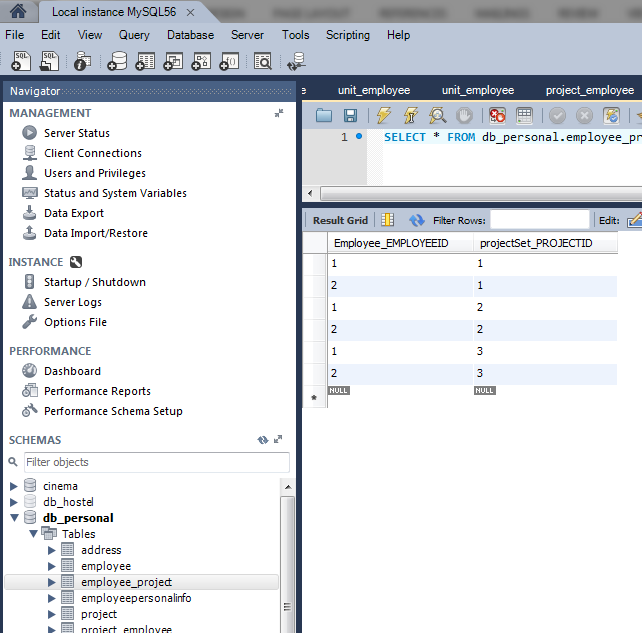 Local instance MySQL56
File Edit View Query Database Server Tools Scripting Help
Navigator
MANAGEMENT
Server Status
Client Connections
Users and Privileges
Status and System Variables
Data Export
Data Import/Restore
INSTANCE
Startup / Shutdown
Server Logs
Options File
PERFORMANCE
Dashboard
Performance Reports
Performance Schema Setup
SCHEMAS
Filter objects
cinema
db_hostel
db_personal
Tables
address
employee
employee_project
employeepersonalinfo
project
project_employee
e unit_employee unit_employee project_employee
1 SELECT * FROM db_personal.employee_pr
Result Grid Filter Rows: Edit:
Employee_EMPLOYEEID projectSet_PROJECTID
1 1
2 1
1 2
2 2
1 3
2 3
* NULL NULL